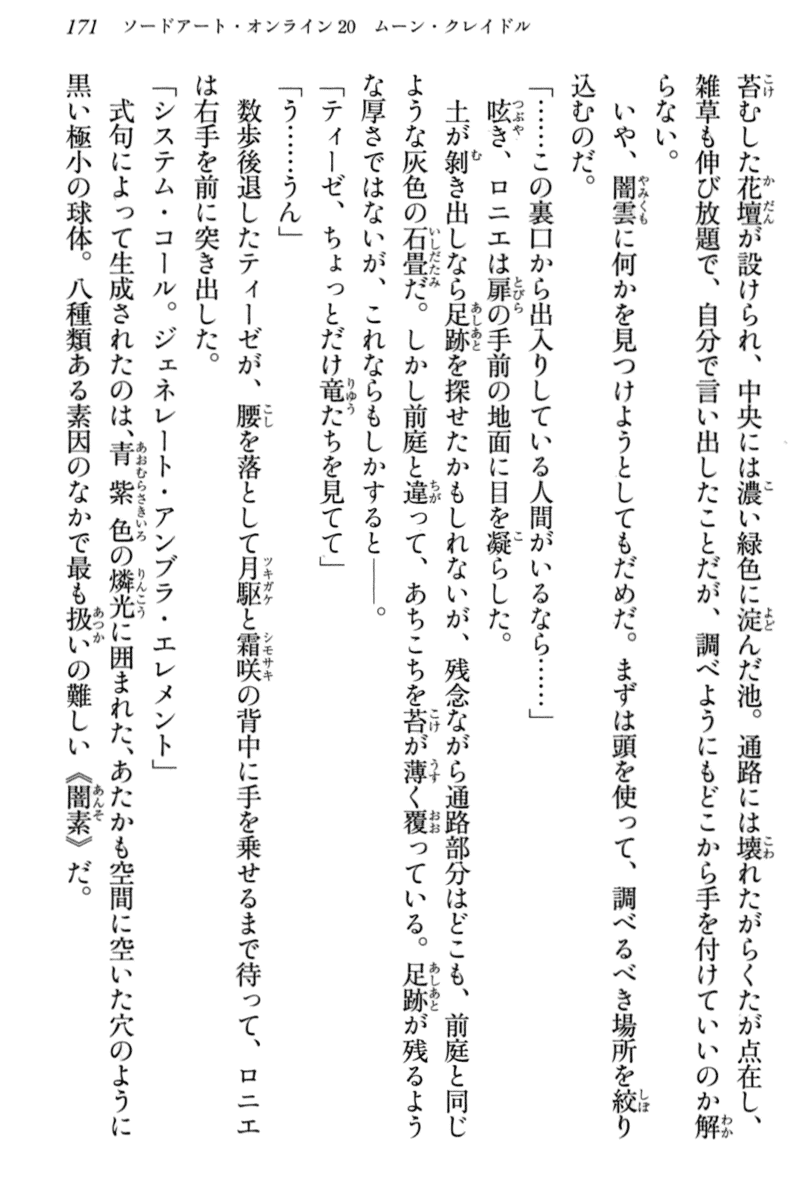 171　ソードアート・オンライン20　ムーン・クレイドル
苔むした花壇が設けられ、中央には濃い緑色に淀んだ池。通路には壊れたがらくたが点在し、
雑草も伸び放題で、自分で言い出したことだが、調べようにもどこから手を付けていいのか解
らない。
　いや、闇雲に何かを見つけようとしてもだめだ。まずは頭を使って、調べるべき場所を絞り
込むのだ。
「……この裏口から出入りしている人間がいるなら……」
　呟き、ロニエは扉の手前の地面に目を凝らした。
　土が剝き出しなら足跡を探せたかもしれないが、残念ながら通路部分はどこも、前庭と同じ
ような灰色の石畳だ。しかし前庭と違って、あちこちを苔が薄く覆っている。足跡が残るよう
な厚さではないが、これならもしかすると――。
「ティーゼ、ちょっとだけ竜たちを見てて」
「う……うん」
　数歩後退したティーゼが、腰を落として月駆と霜咲の背中に手を乗せるまで待って、ロニエ
は右手を前に突き出した。
「システム・コール。ジェネレート・アンブラ・エレメント」
　式句によって生成されたのは、青紫色の燐光に囲まれた、あたかも空間に空いた穴のように
黒い極小の球体。八種類ある素因のなかで最も扱いの難しい《闇素》だ。